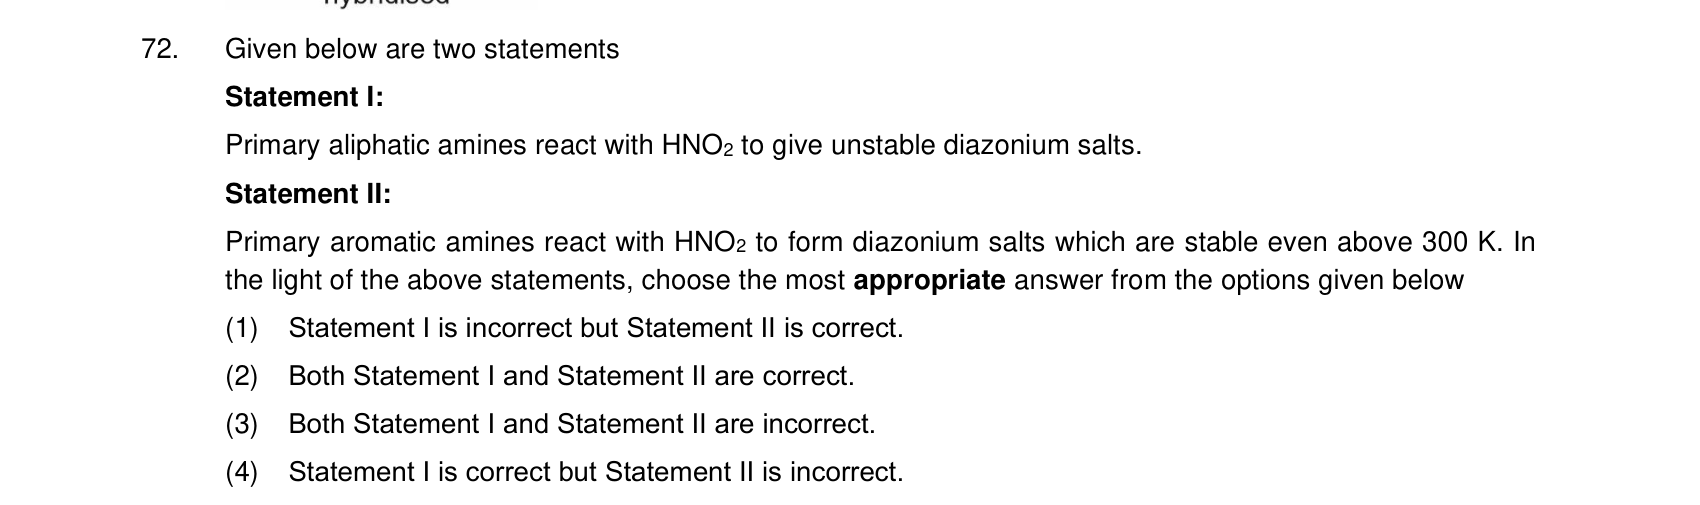 72. Given below are two statements
Statement I:
Primary aliphatic amines react with HNO₂ to give unstable diazonium salts.
Statement II:
Primary aromatic amines react with HNO₂ to form diazonium salts which are stable even above 300 K. In
the light of the above statements, choose the most appropriate answer from the options given below
(1) Statement I is incorrect but Statement II is correct.
(2) Both Statement I and Statement II are correct.
(3) Both Statement I and Statement II are incorrect.
(4) Statement I is correct but Statement II is incorrect.